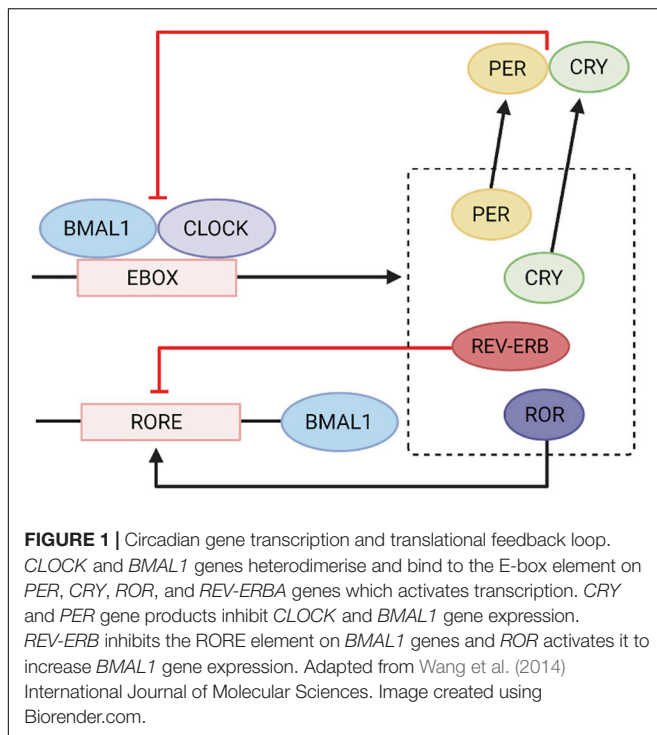 PER
CRY
BMAL1
CLOCK
EBOX
PER
CRY
REV-ERB
RORE
BMAL1
ROR
FIGURE 1 | Circadian gene transcription and translational feedback loop.
CLOCK and BMAL1 genes heterodimerise and bind to the E-box element on
PER, CRY, ROR, and REV-ERBA genes which activates transcription. CRY
and PER gene products inhibit CLOCK and BMAL1 gene expression.
REV-ERB inhibits the RORE element on BMAL1 genes and ROR activates it to
increase BMAL1 gene expression. Adapted from Wang et al. (2014)
International Journal of Molecular Sciences. Image created using
Biorender.com.